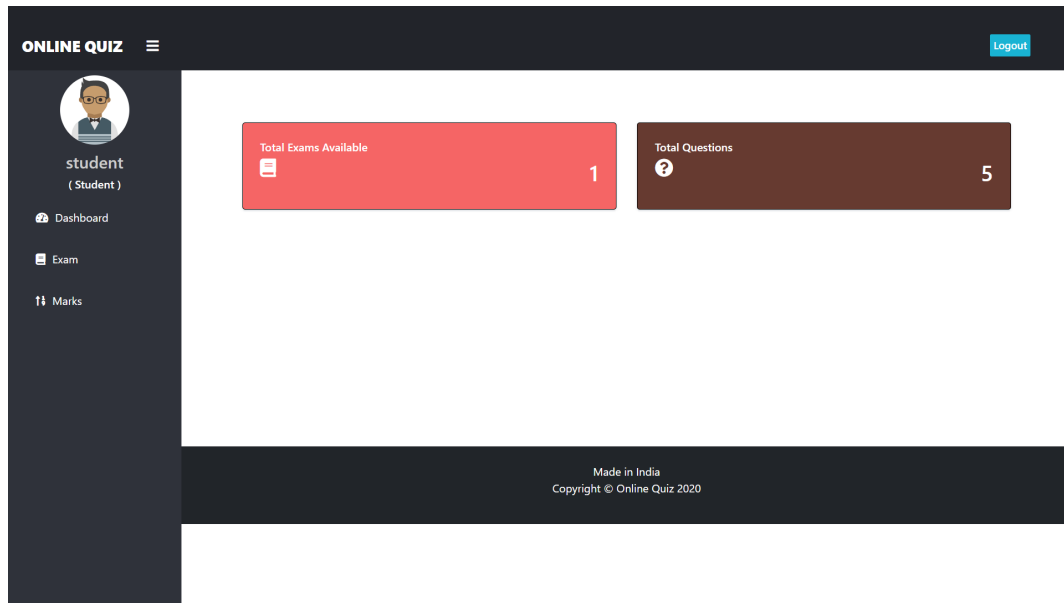 ONLINE QUIZ
Logout
student
( Student )
Dashboard
Exam
Marks
Total Exams Available
1
Total Questions
5
Made in India
Copyright © Online Quiz 2020